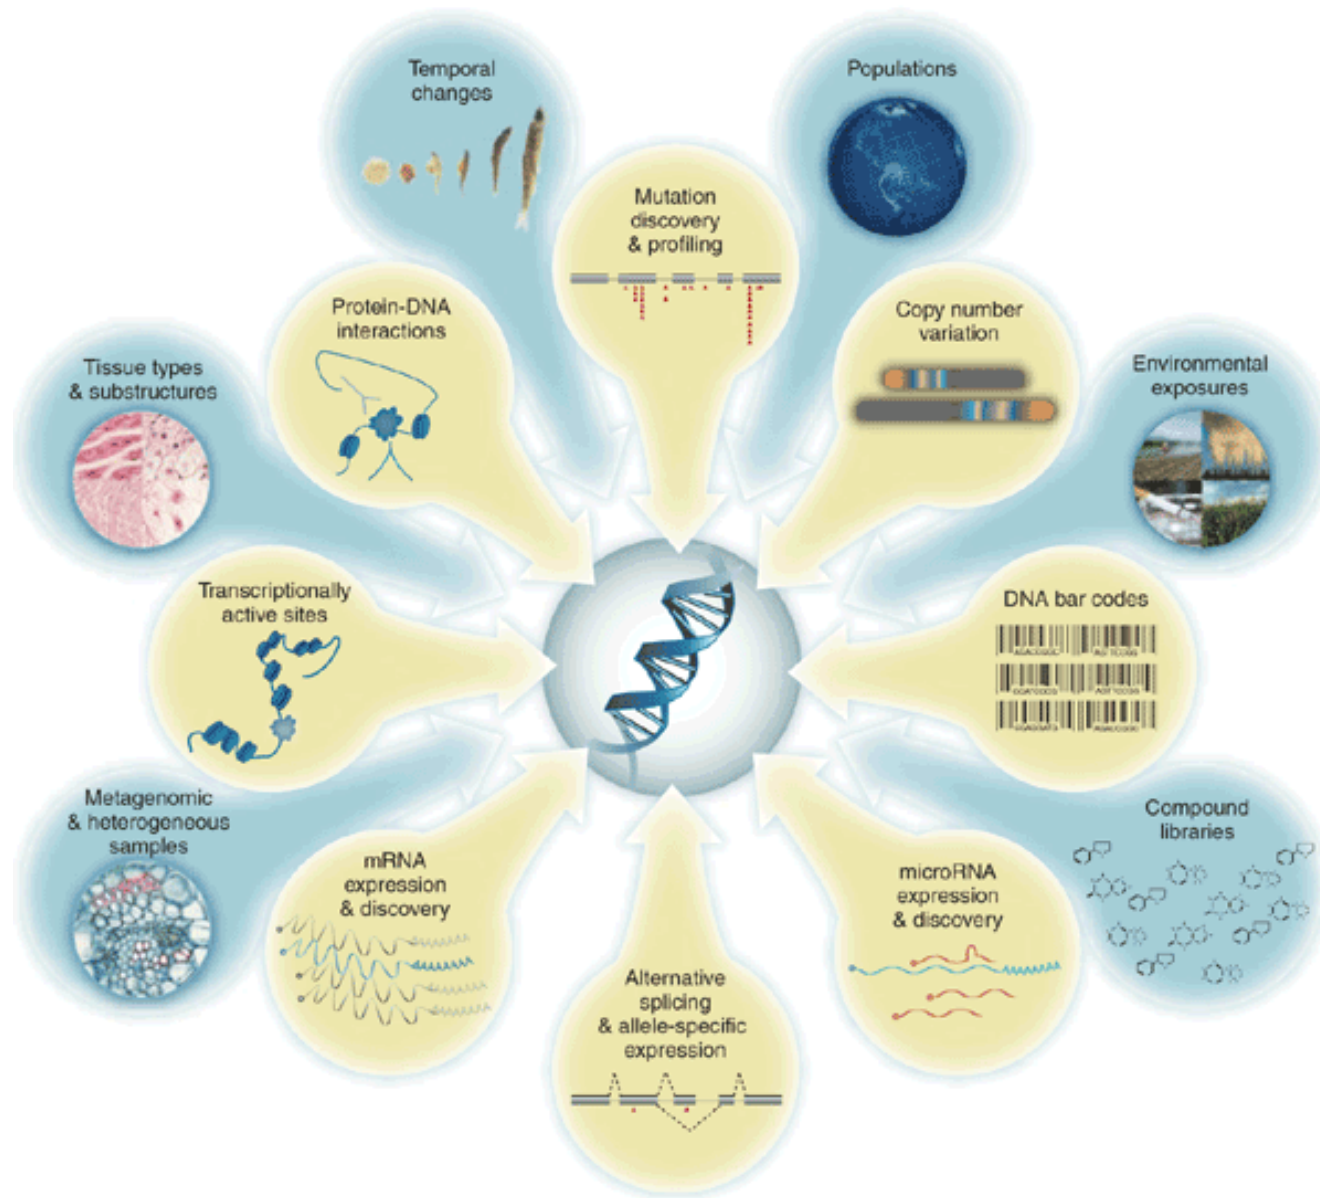 Temporal
changes
Populations
Mutation
discovery
& profiling
Protein-DNA
interactions
Copy number
variation
Tissue types
& substructures
Environmental
exposures
Transcriptionally
active sites
DNA bar codes
Metagenomic
& heterogeneous
samples
Compound
libraries
mRNA
expression
& discovery
microRNA
expression
& discovery
Alternative
splicing
& allele-specific
expression